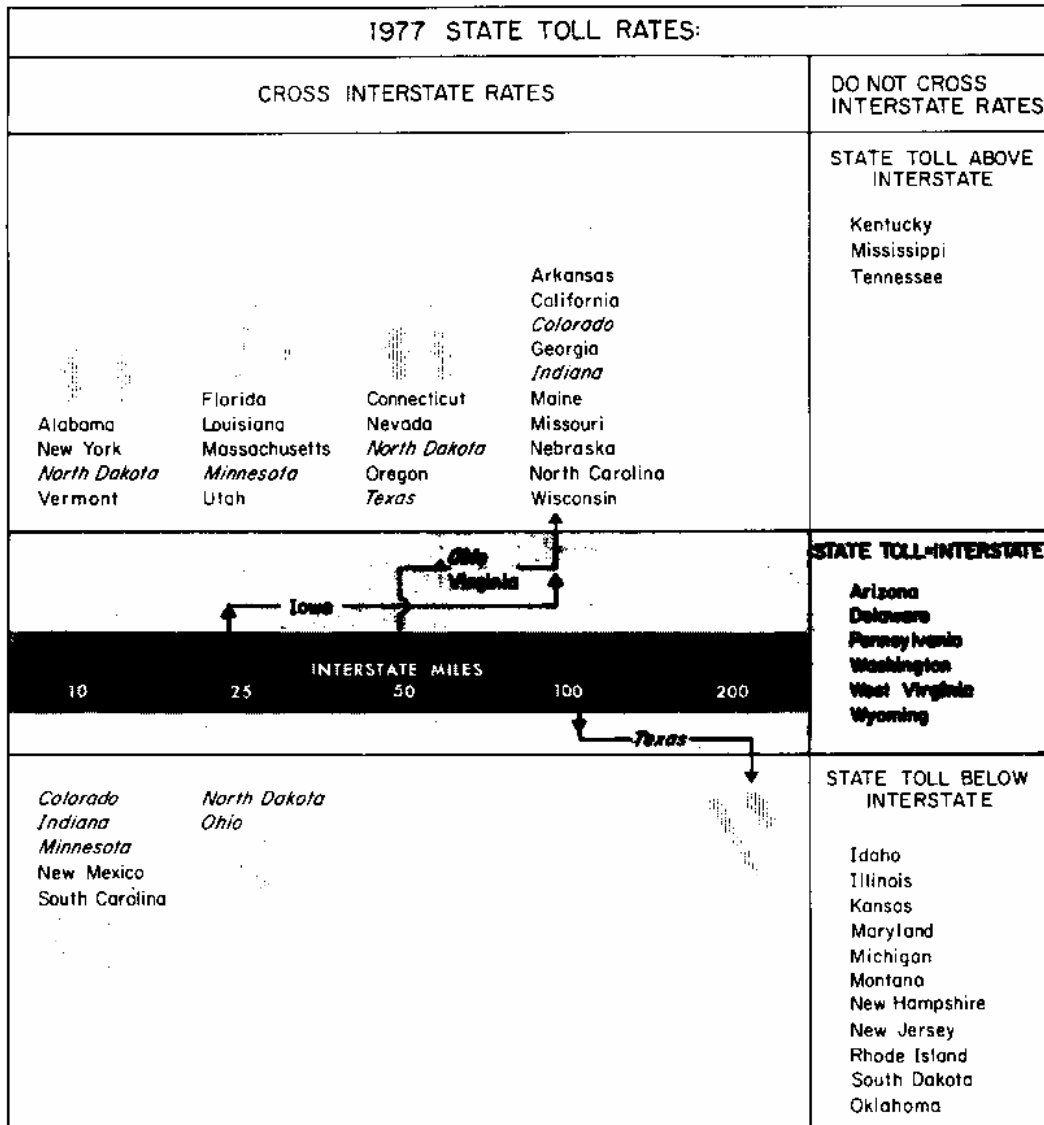 1977 STATE TOLL RATES:
CROSS INTERSTATE RATES
DO NOT CROSS
INTERSTATE RATES
STATE TOLL ABOVE
INTERSTATE
Kentucky
Mississippi
Tennessee
Alabama
New York
North Dakota
Vermont
Florida
Louisiana
Massachusetts
Minnesota
Utah
Connecticut
Nevada
North Dakota
Oregon
Texas
Arkansas
California
Colorado
Georgia
Indiana
Maine
Missouri
Nebraska
North Carolina
Wisconsin
Ohio
Virginia
Iowa
INTERSTATE MILES
10 25 50 100 200
Texas
STATE TOLL=INTERSTATE
Arizona
Delaware
Pennsylvania
Washington
West Virginia
Wyoming
Colorado
Indiana
Minnesota
New Mexico
South Carolina
North Dakota
Ohio
STATE TOLL BELOW
INTERSTATE
Idaho
Illinois
Kansas
Maryland
Michigan
Montana
New Hampshire
New Jersey
Rhode Island
South Dakota
Oklahoma